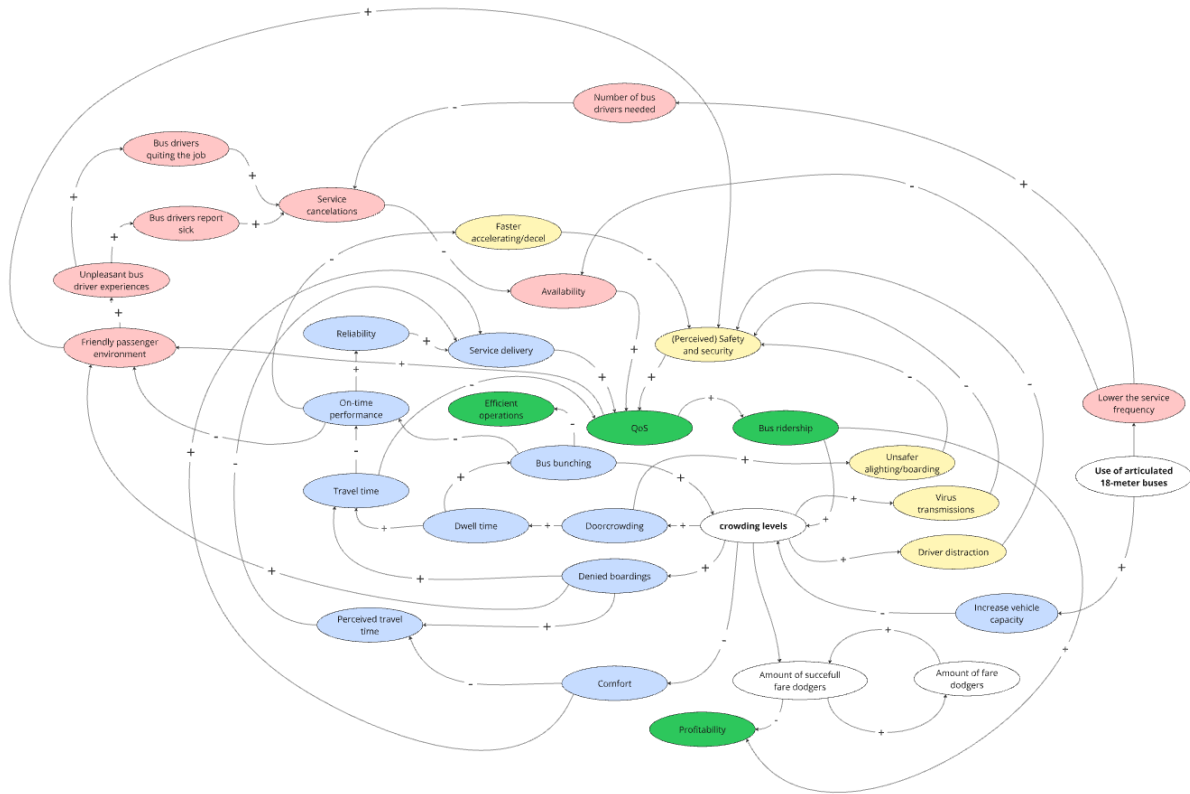 +
Number of bus
drivers needed
-
Bus drivers
quiting the job
+
+
+
-
Service
cancelations
Bus drivers report
sick
+
Faster
accelerating/decel
+
-
-
-
Unpleasant bus
driver experiences
Availability
+
Reliability
+
Service delivery
(Perceived) Safety
and security
Friendly passenger
environment
+
+
+
+
+
-
-
-
-
On-time
performance
Efficient
operations
+
Lower the service
frequency
QoS
Bus ridership
-
-
-
-
+
Bus bunching
Unsafer
alighting/boarding
Use of articulated
18-meter buses
+
-
+
+
Travel time
Virus
transmissions
+
+
Dwell time
+
Doorcrowding
+
crowding levels
+
Driver distraction
+
+
Denied boardings
+
+
+
Increase vehicle
capacity
-
Perceived travel
time
+
+
-
+
Comfort
-
Amount of succefull
fare dodgers
Amount of fare
dodgers
Profitability
-
+